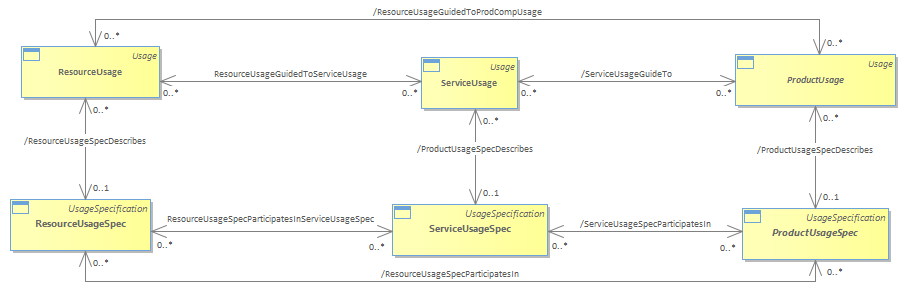 /ResourceUsageGuidedToProdCompUsage
0..*
0..*
Usage
ResourceUsage
ResourceUsageGuidedToServiceUsage
0..*
0..*
Usage
ServiceUsage
/ServiceUsageGuideTo
0..*
0..*
Usage
ProductUsage
0..*
0..*
0..*
/ResourceUsageSpecDescribes
/ProductUsageSpecDescribes
/ProductUsageSpecDescribes
0..1
0..1
0..1
UsageSpecification
ResourceUsageSpec
ResourceUsageSpecParticipatesInServiceUsageSpec
0..*
0..*
UsageSpecification
ServiceUsageSpec
/ServiceUsageSpecParticipatesIn
0..*
0..*
UsageSpecification
ProductUsageSpec
0..*
0..*
/ResourceUsageSpecParticipatesIn